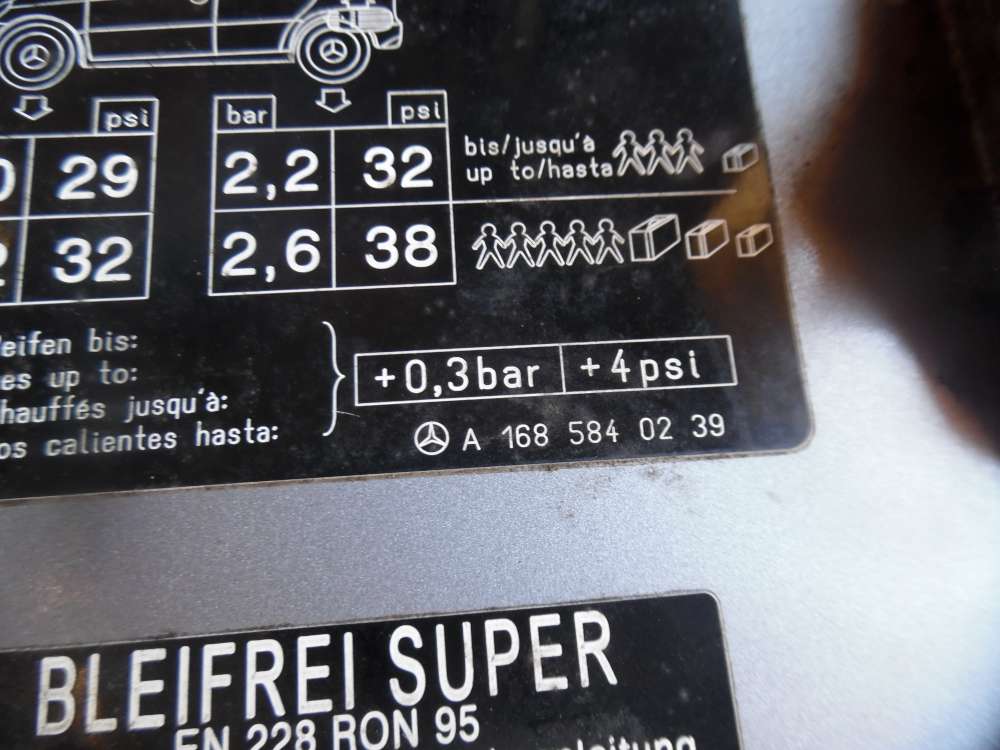 psi bar psi
29 2,2 32 bis/jusqu'à
up to/hasta
32 2,6 38
eifen bis:
es up to:
hauffés jusqu'à:
os calientes hasta:
+0,3bar +4psi
A 168 584 02 39
BLEIFREI SUPER
EN 228 RON 95